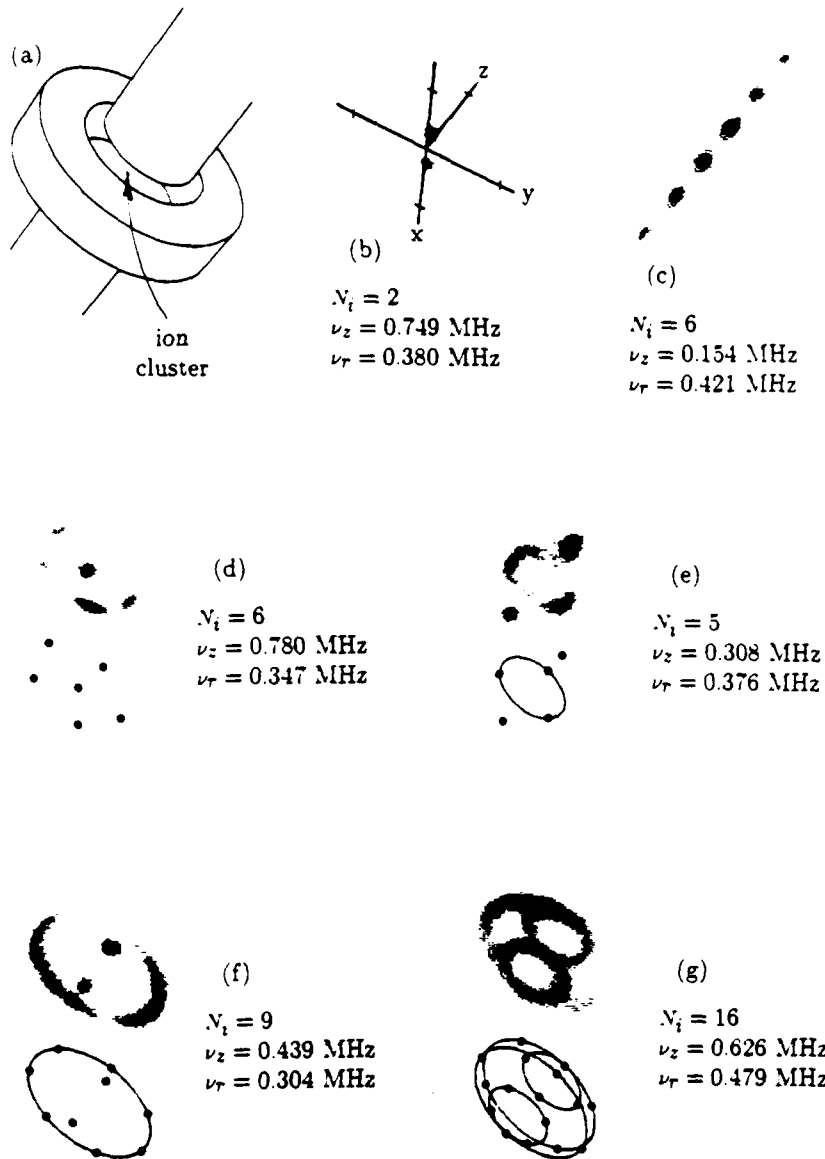 (a)
ion
cluster
z
y
x
(b)
N_i = 2
ν_z = 0.749 MHz
ν_r = 0.380 MHz
(c)
N_i = 6
ν_z = 0.154 MHz
ν_r = 0.421 MHz
(d)
N_i = 6
ν_z = 0.780 MHz
ν_r = 0.347 MHz
(e)
N_i = 5
ν_z = 0.308 MHz
ν_r = 0.376 MHz
(f)
N_i = 9
ν_z = 0.439 MHz
ν_r = 0.304 MHz
(g)
N_i = 16
ν_z = 0.626 MHz
ν_r = 0.479 MHz